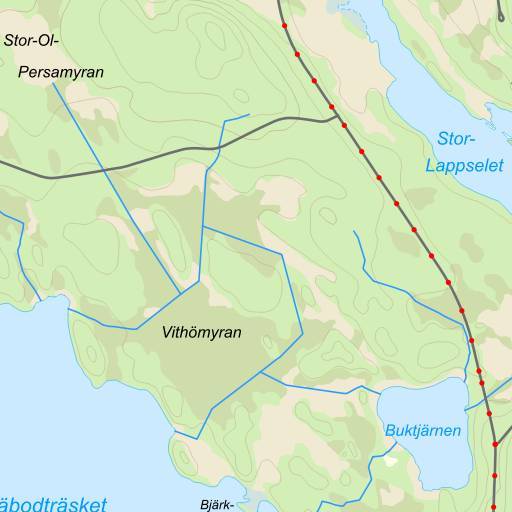 Stor-Ol-
Persamyran
Stor-
Lappselet
Vithömyran
Buktjärnen
äbodträsket
Bjärk-